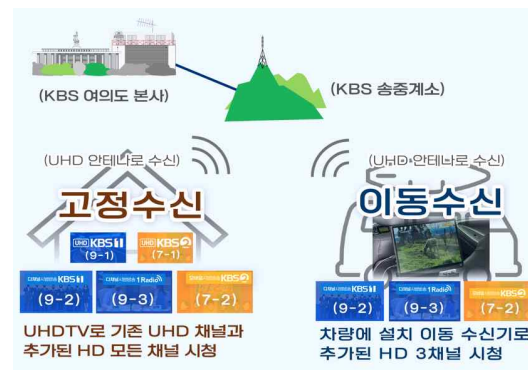 (KBS 여의도 본사)
(KBS 송중계소)
(UHD 안테나로 수신)
고정수신
UHD KBS1 UHD KBS2
(9-1) (7-1)
KBS1 1Radio KBS2
(9-2) (9-3) (7-2)
UHDTV로 기존 UHD 채널과
추가된 HD 모든 채널 시청
(UHD 안테나로 수신)
이동수신
KBS1 1Radio KBS2
(9-2) (9-3) (7-2)
차량에 설치 이동 수신기로
추가된 HD 3채널 시청